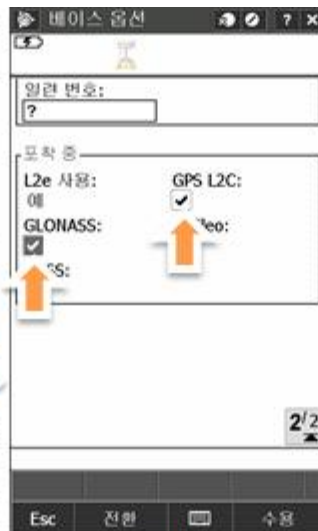 베이스 옵션
? ×
일련 번호:
?
포착 중
L2e 사용: GPS L2C:
예
GLONASS:
2/2
Esc 전환 수용